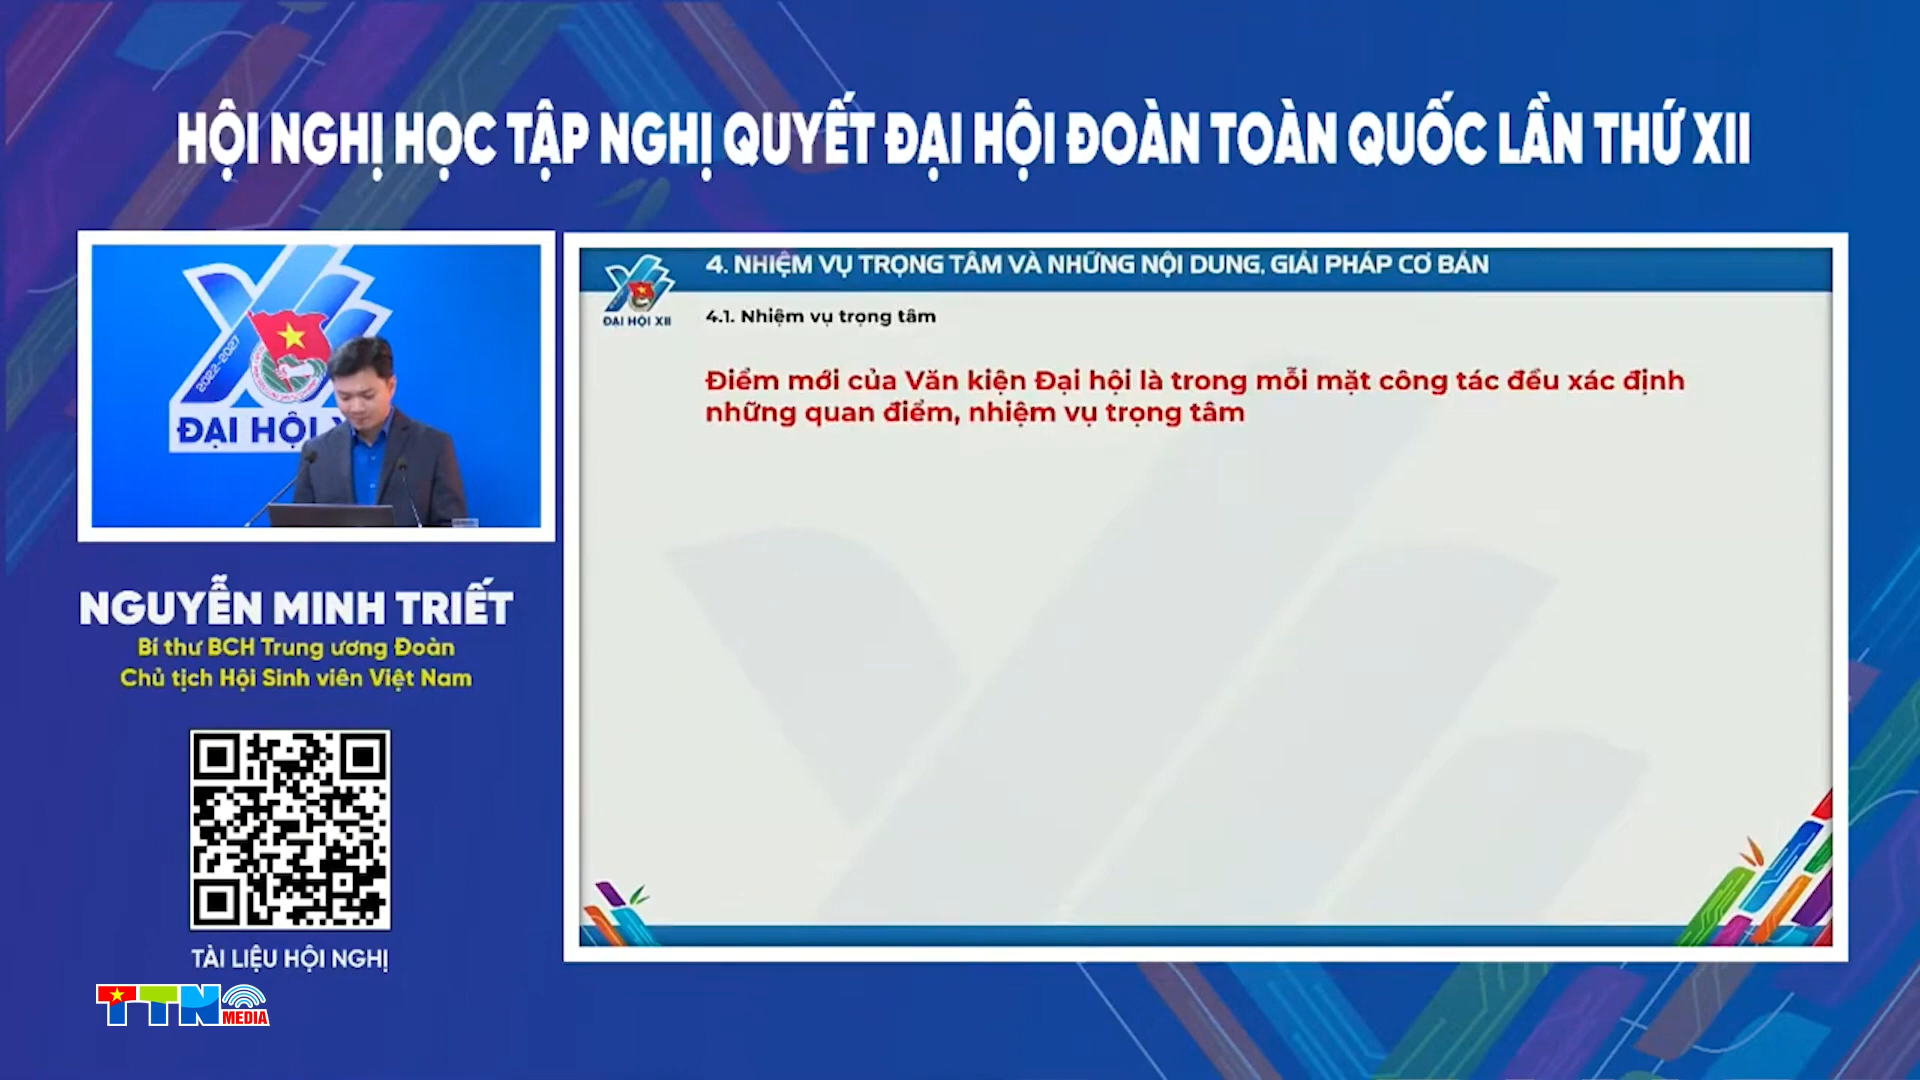 HỘI NGHỊ HỌC TẬP NGHỊ QUYẾT ĐẠI HỘI ĐOÀN TOÀN QUỐC LẦN THỨ XII
2022-2027
ĐẠI HỘI
NGUYỄN MINH TRIẾT
Bí thư BCH Trung ương Đoàn
Chủ tịch Hội Sinh viên Việt Nam
TÀI LIỆU HỘI NGHỊ
TTN MEDIA
ĐẠI HỘI XII
4. NHIỆM VỤ TRỌNG TÂM VÀ NHỮNG NỘI DUNG, GIẢI PHÁP CƠ BẢN
4.1. Nhiệm vụ trọng tâm
Điểm mới của Văn kiện Đại hội là trong mỗi mặt công tác đều xác định
những quan điểm, nhiệm vụ trọng tâm